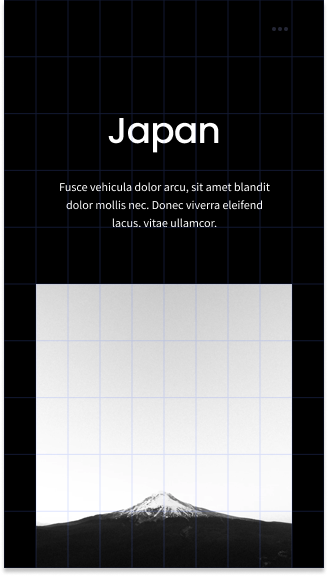 Japan
Fusce vehicula dolor arcu, sit amet blandit
dolor mollis nec. Donec viverra eleifend
lacus. vitae ullamcor.